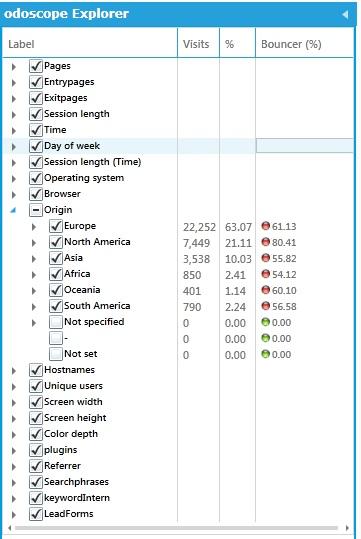 odoscope Explorer
Label Visits % Bouncer (%)
Pages
Entrypages
Exitpages
Session length
Time
Day of week
Session length (Time)
Operating system
Browser
Origin
Europe 22,252 63.07 61.13
North America 7,449 21.11 80.41
Asia 3,538 10.03 55.82
Africa 850 2.41 54.12
Oceania 401 1.14 60.10
South America 790 2.24 56.58
Not specified 0 0.00 0.00
- 0 0.00 0.00
Not set 0 0.00 0.00
Hostnames
Unique users
Screen width
Screen height
Color depth
plugins
Referrer
Searchphrases
keywordIntern
LeadForms